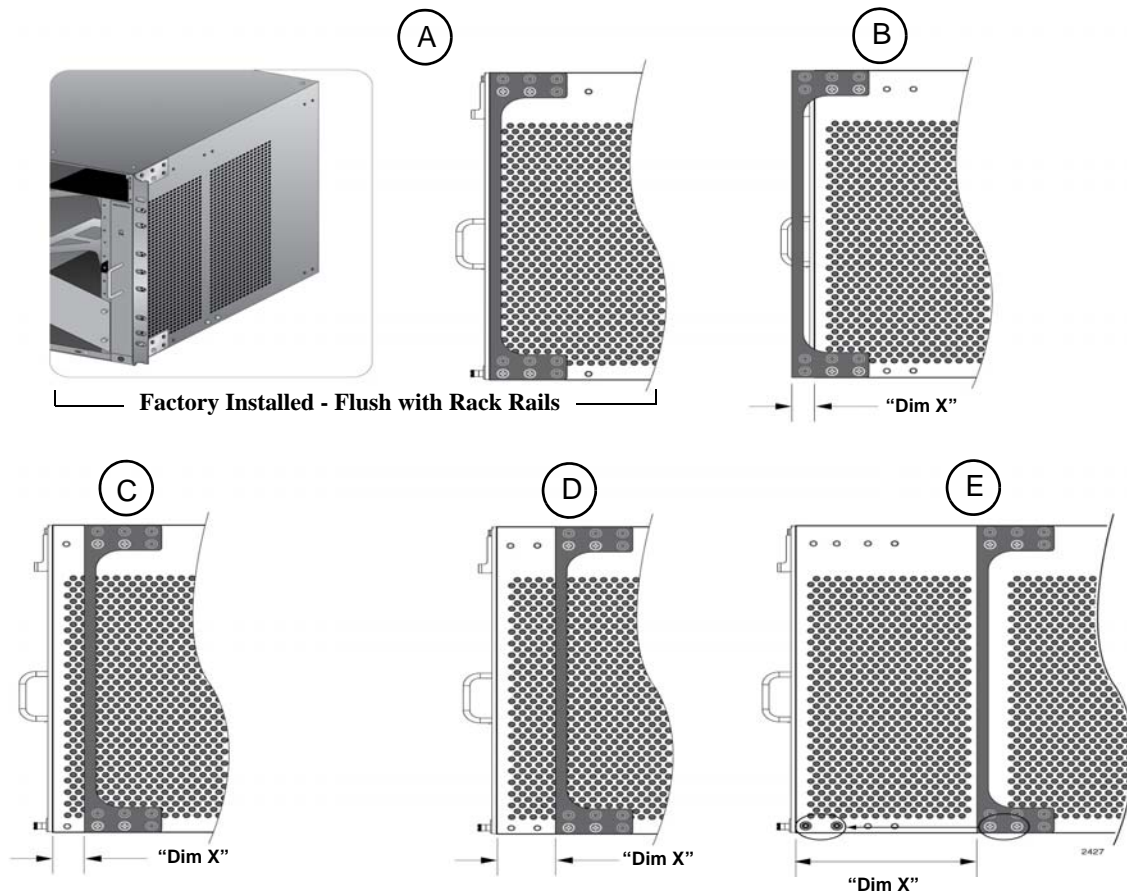 A
B
Factory Installed - Flush with Rack Rails
“Dim X”
C
D
E
“Dim X”
“Dim X”
2427
“Dim X”